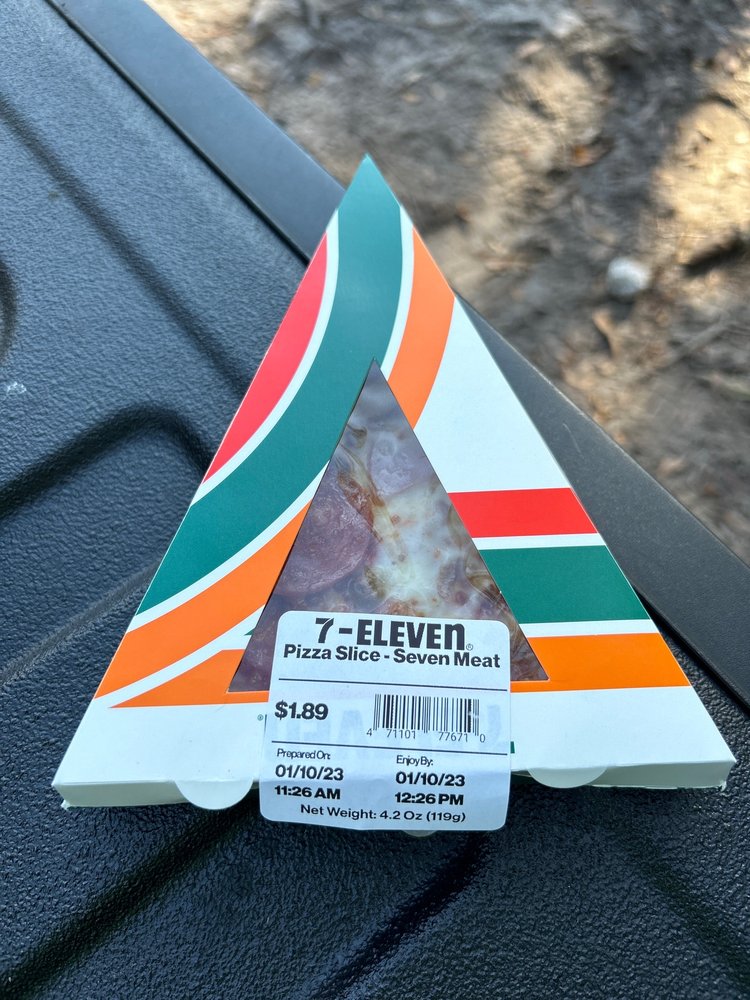 7-ELEVEn®
Pizza Slice - Seven Meat
$1.89
4 71101 77671 0
Prepared On: Enjoy By:
01/10/23 01/10/23
11:26 AM 12:26 PM
Net Weight: 4.2 Oz (119g)